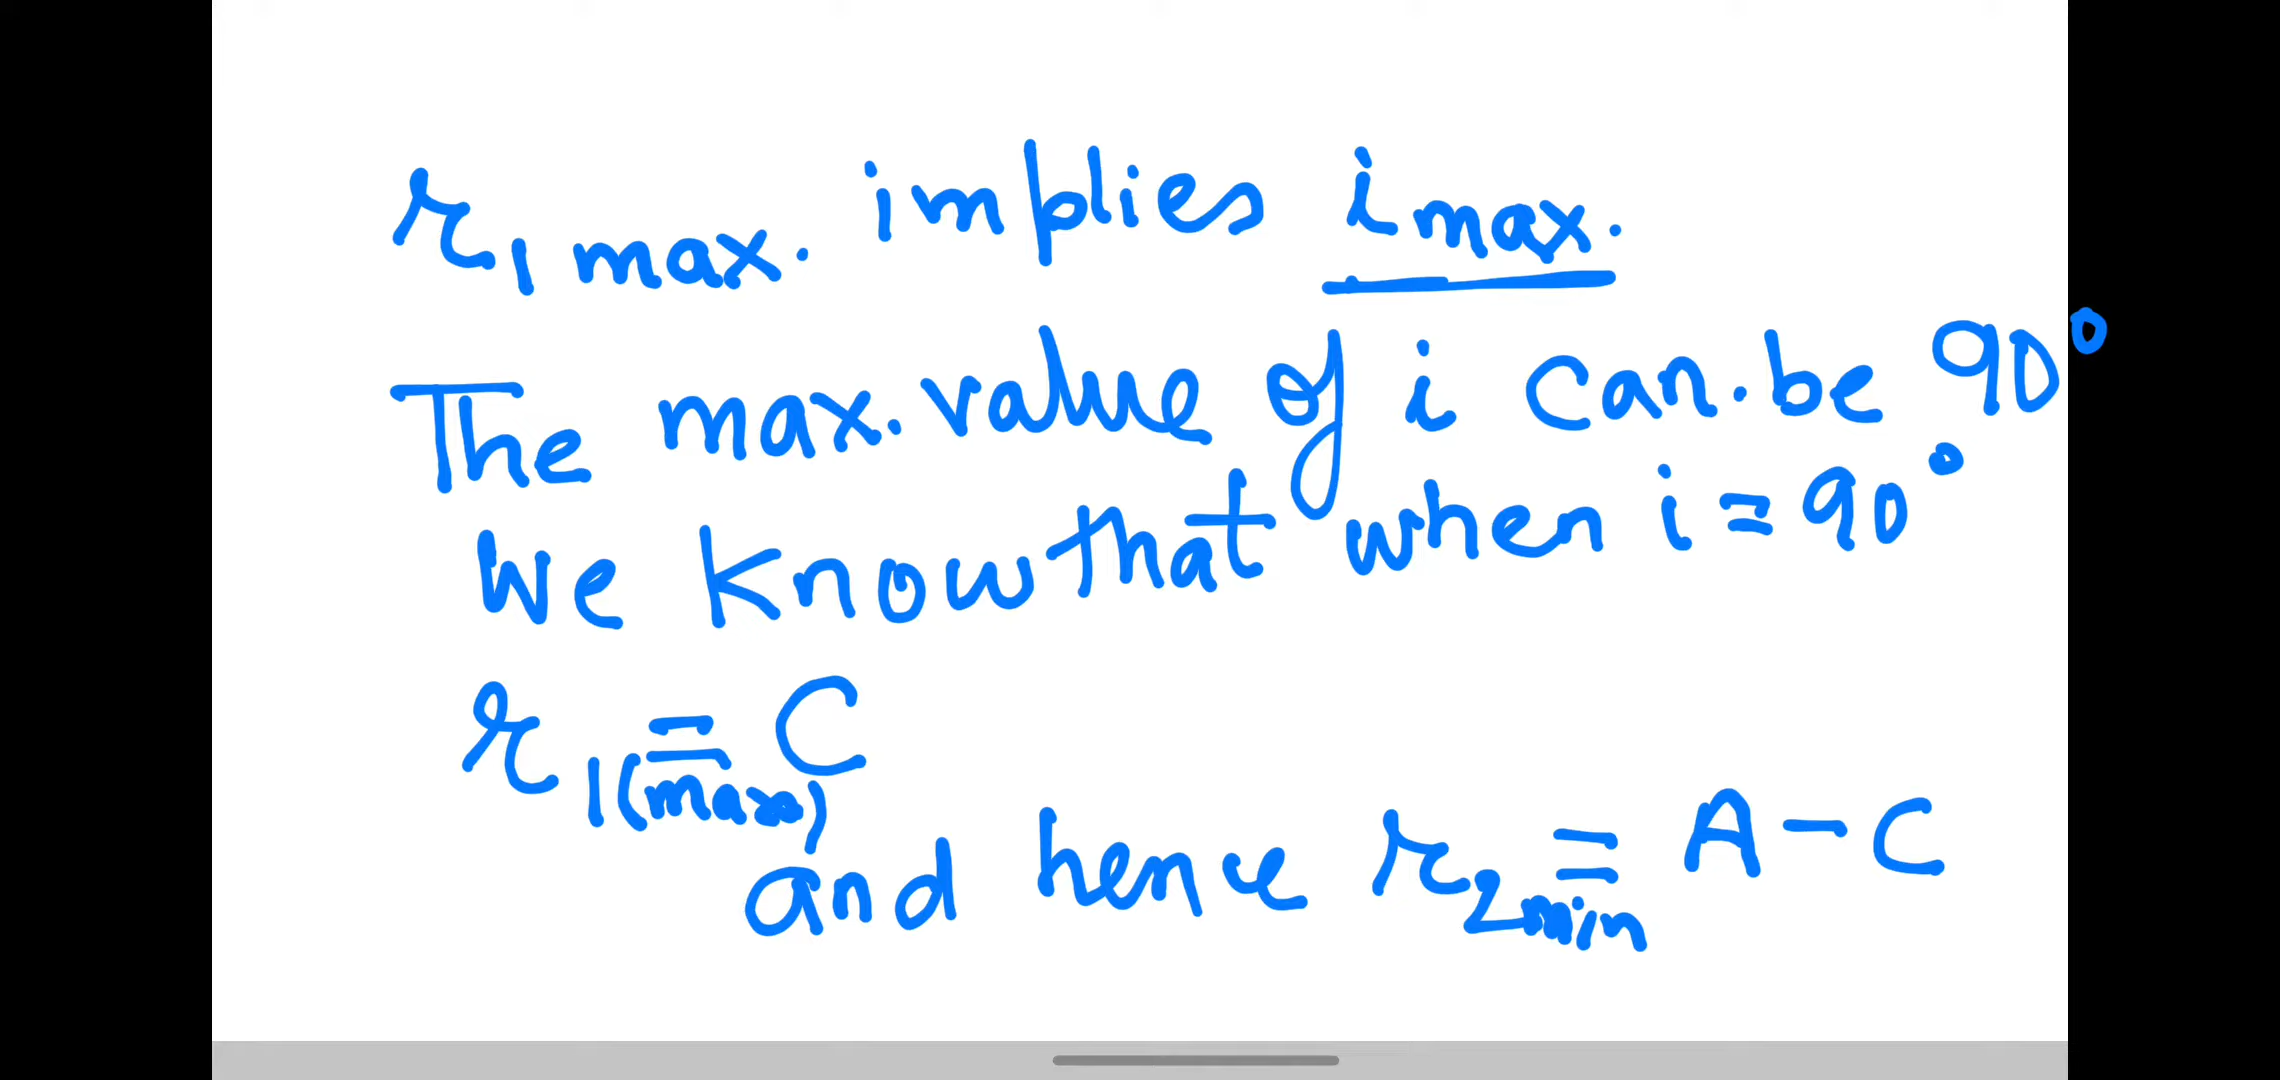 r1 max. implies imax.
The max. value of i can be 90°
We know that when i = 90°
r1(max) = C
and hence r2min = A - C